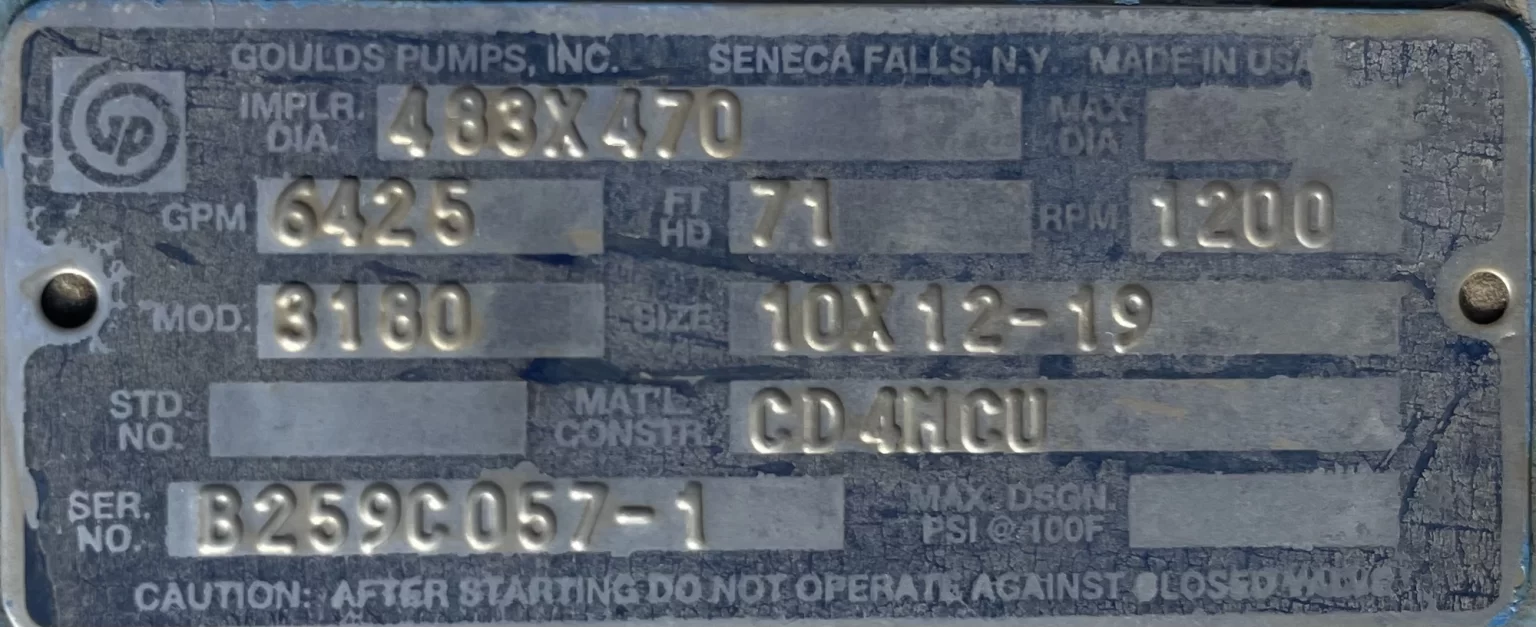 GOULDS PUMPS, INC. SENECA FALLS, N.Y. MADE IN USA
IMPLR. DIA. 483X470 MAX DIA
GPM 6425 FT HD 71 RPM 1200
MOD. 3180 SIZE 10X12-19
STD. NO. MAT'L. CONSTR. CD4MCU
SER. NO. B259C057-1 MAX. DSGN. PSI @ 100F
CAUTION: AFTER STARTING DO NOT OPERATE AGAINST CLOSED VALVE